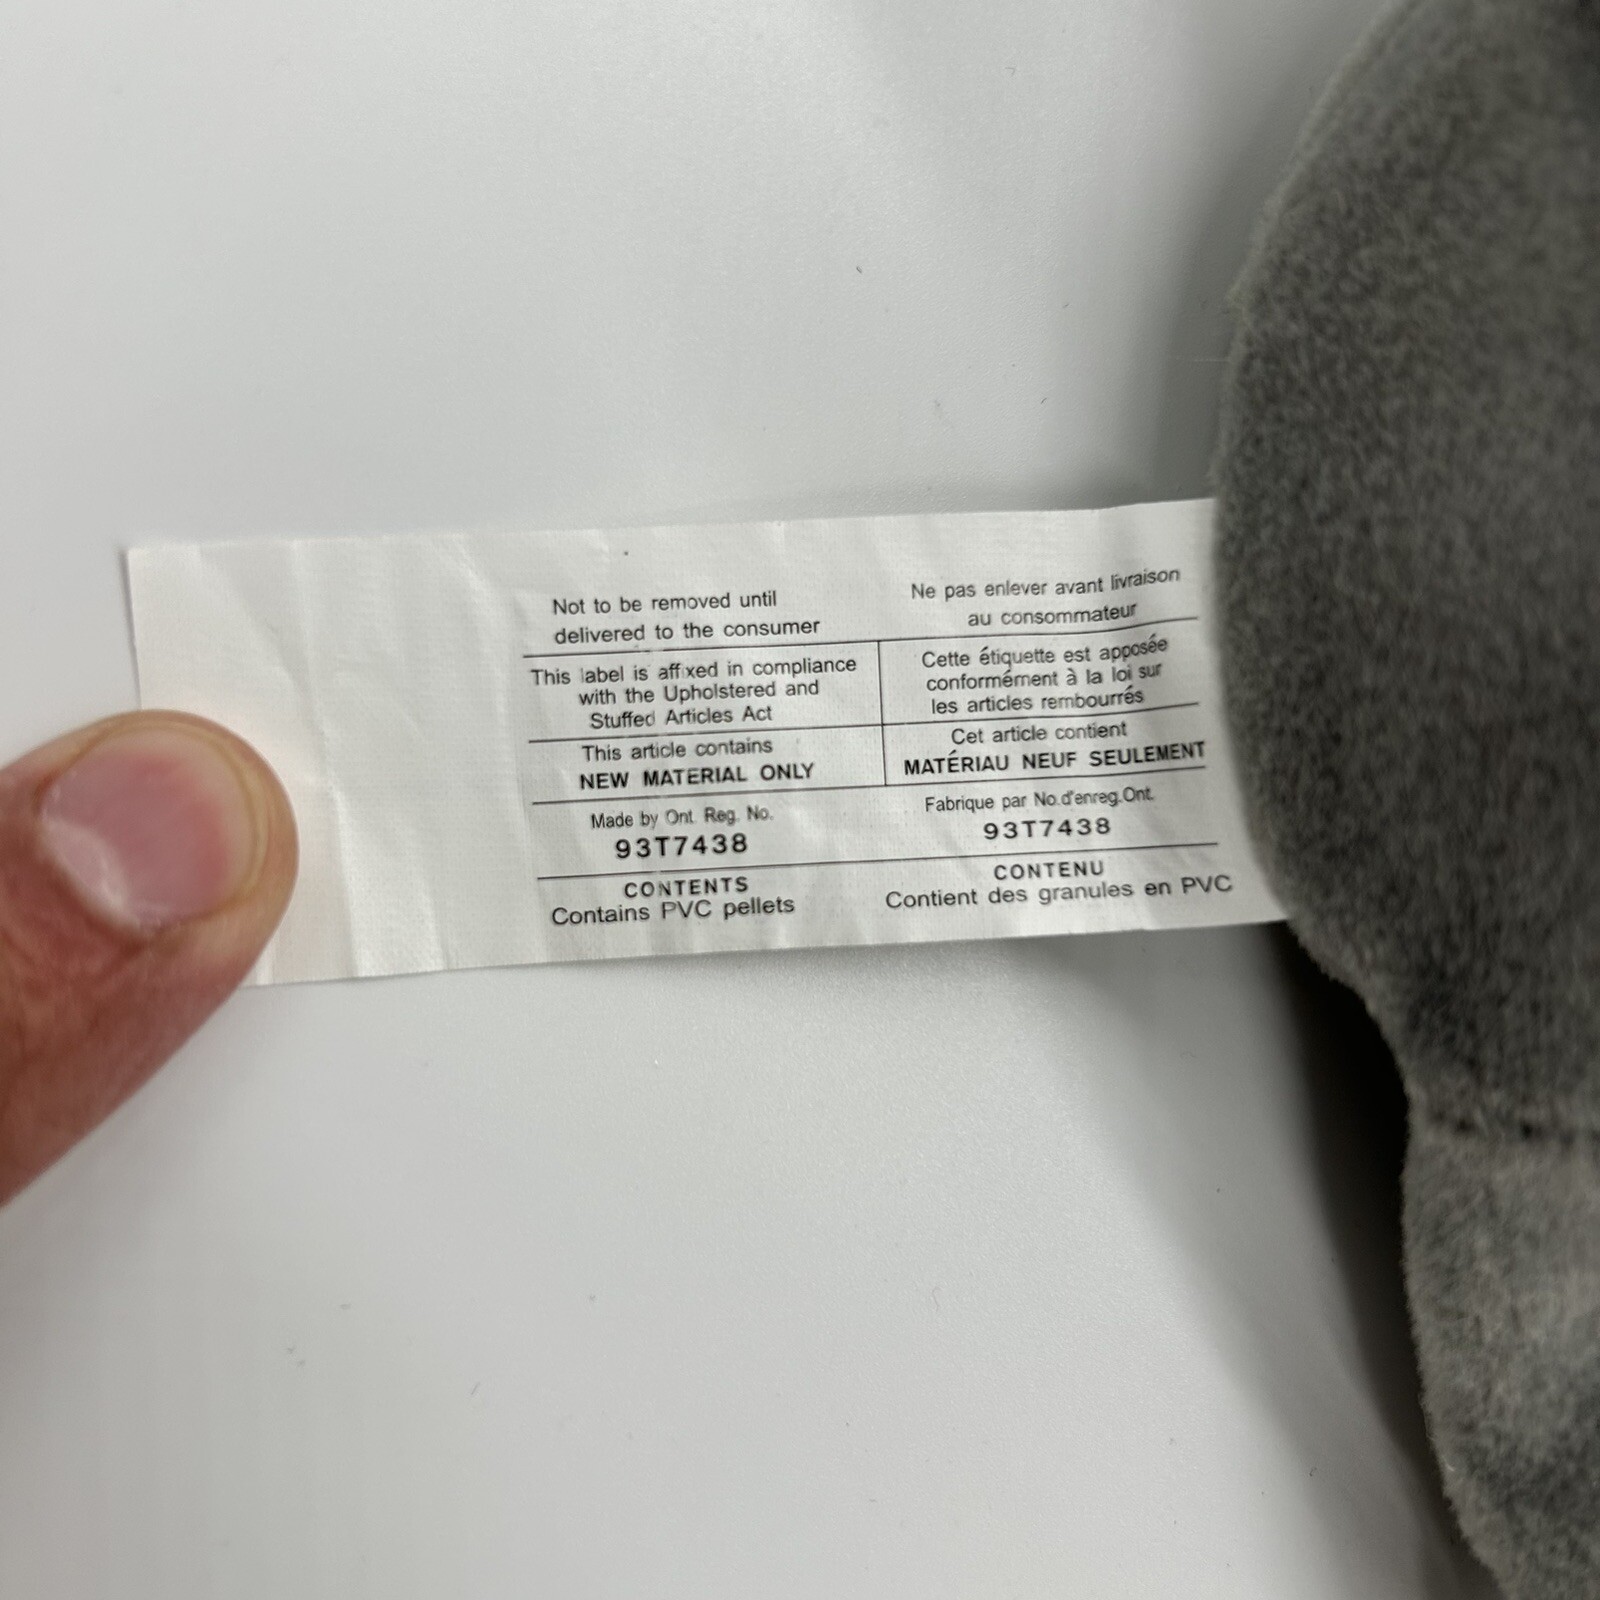 Not to be removed until
delivered to the consumer
Ne pas enlever avant livraison
au consommateur
This label is affixed in compliance
with the Upholstered and
Stuffed Articles Act
Cette étiquette est apposée
conformément à la loi sur
les articles rembourrés
This article contains
NEW MATERIAL ONLY
Cet article contient
MATÉRIAU NEUF SEULEMENT
Made by Ont. Reg. No.
93T7438
Fabrique par No.d'enreg.Ont.
93T7438
CONTENTS
Contains PVC pellets
CONTENU
Contient des granules en PVC